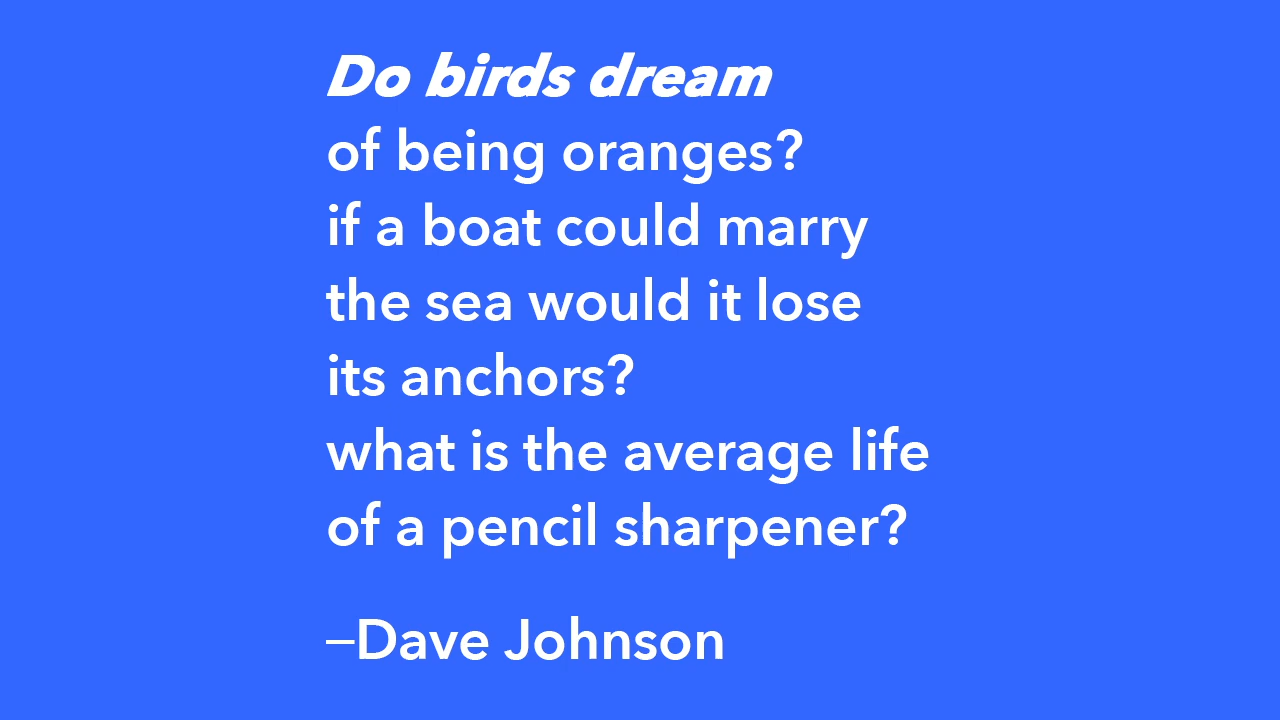 Do birds dream
of being oranges?
if a boat could marry
the sea would it lose
its anchors?
what is the average life
of a pencil sharpener?
–Dave Johnson